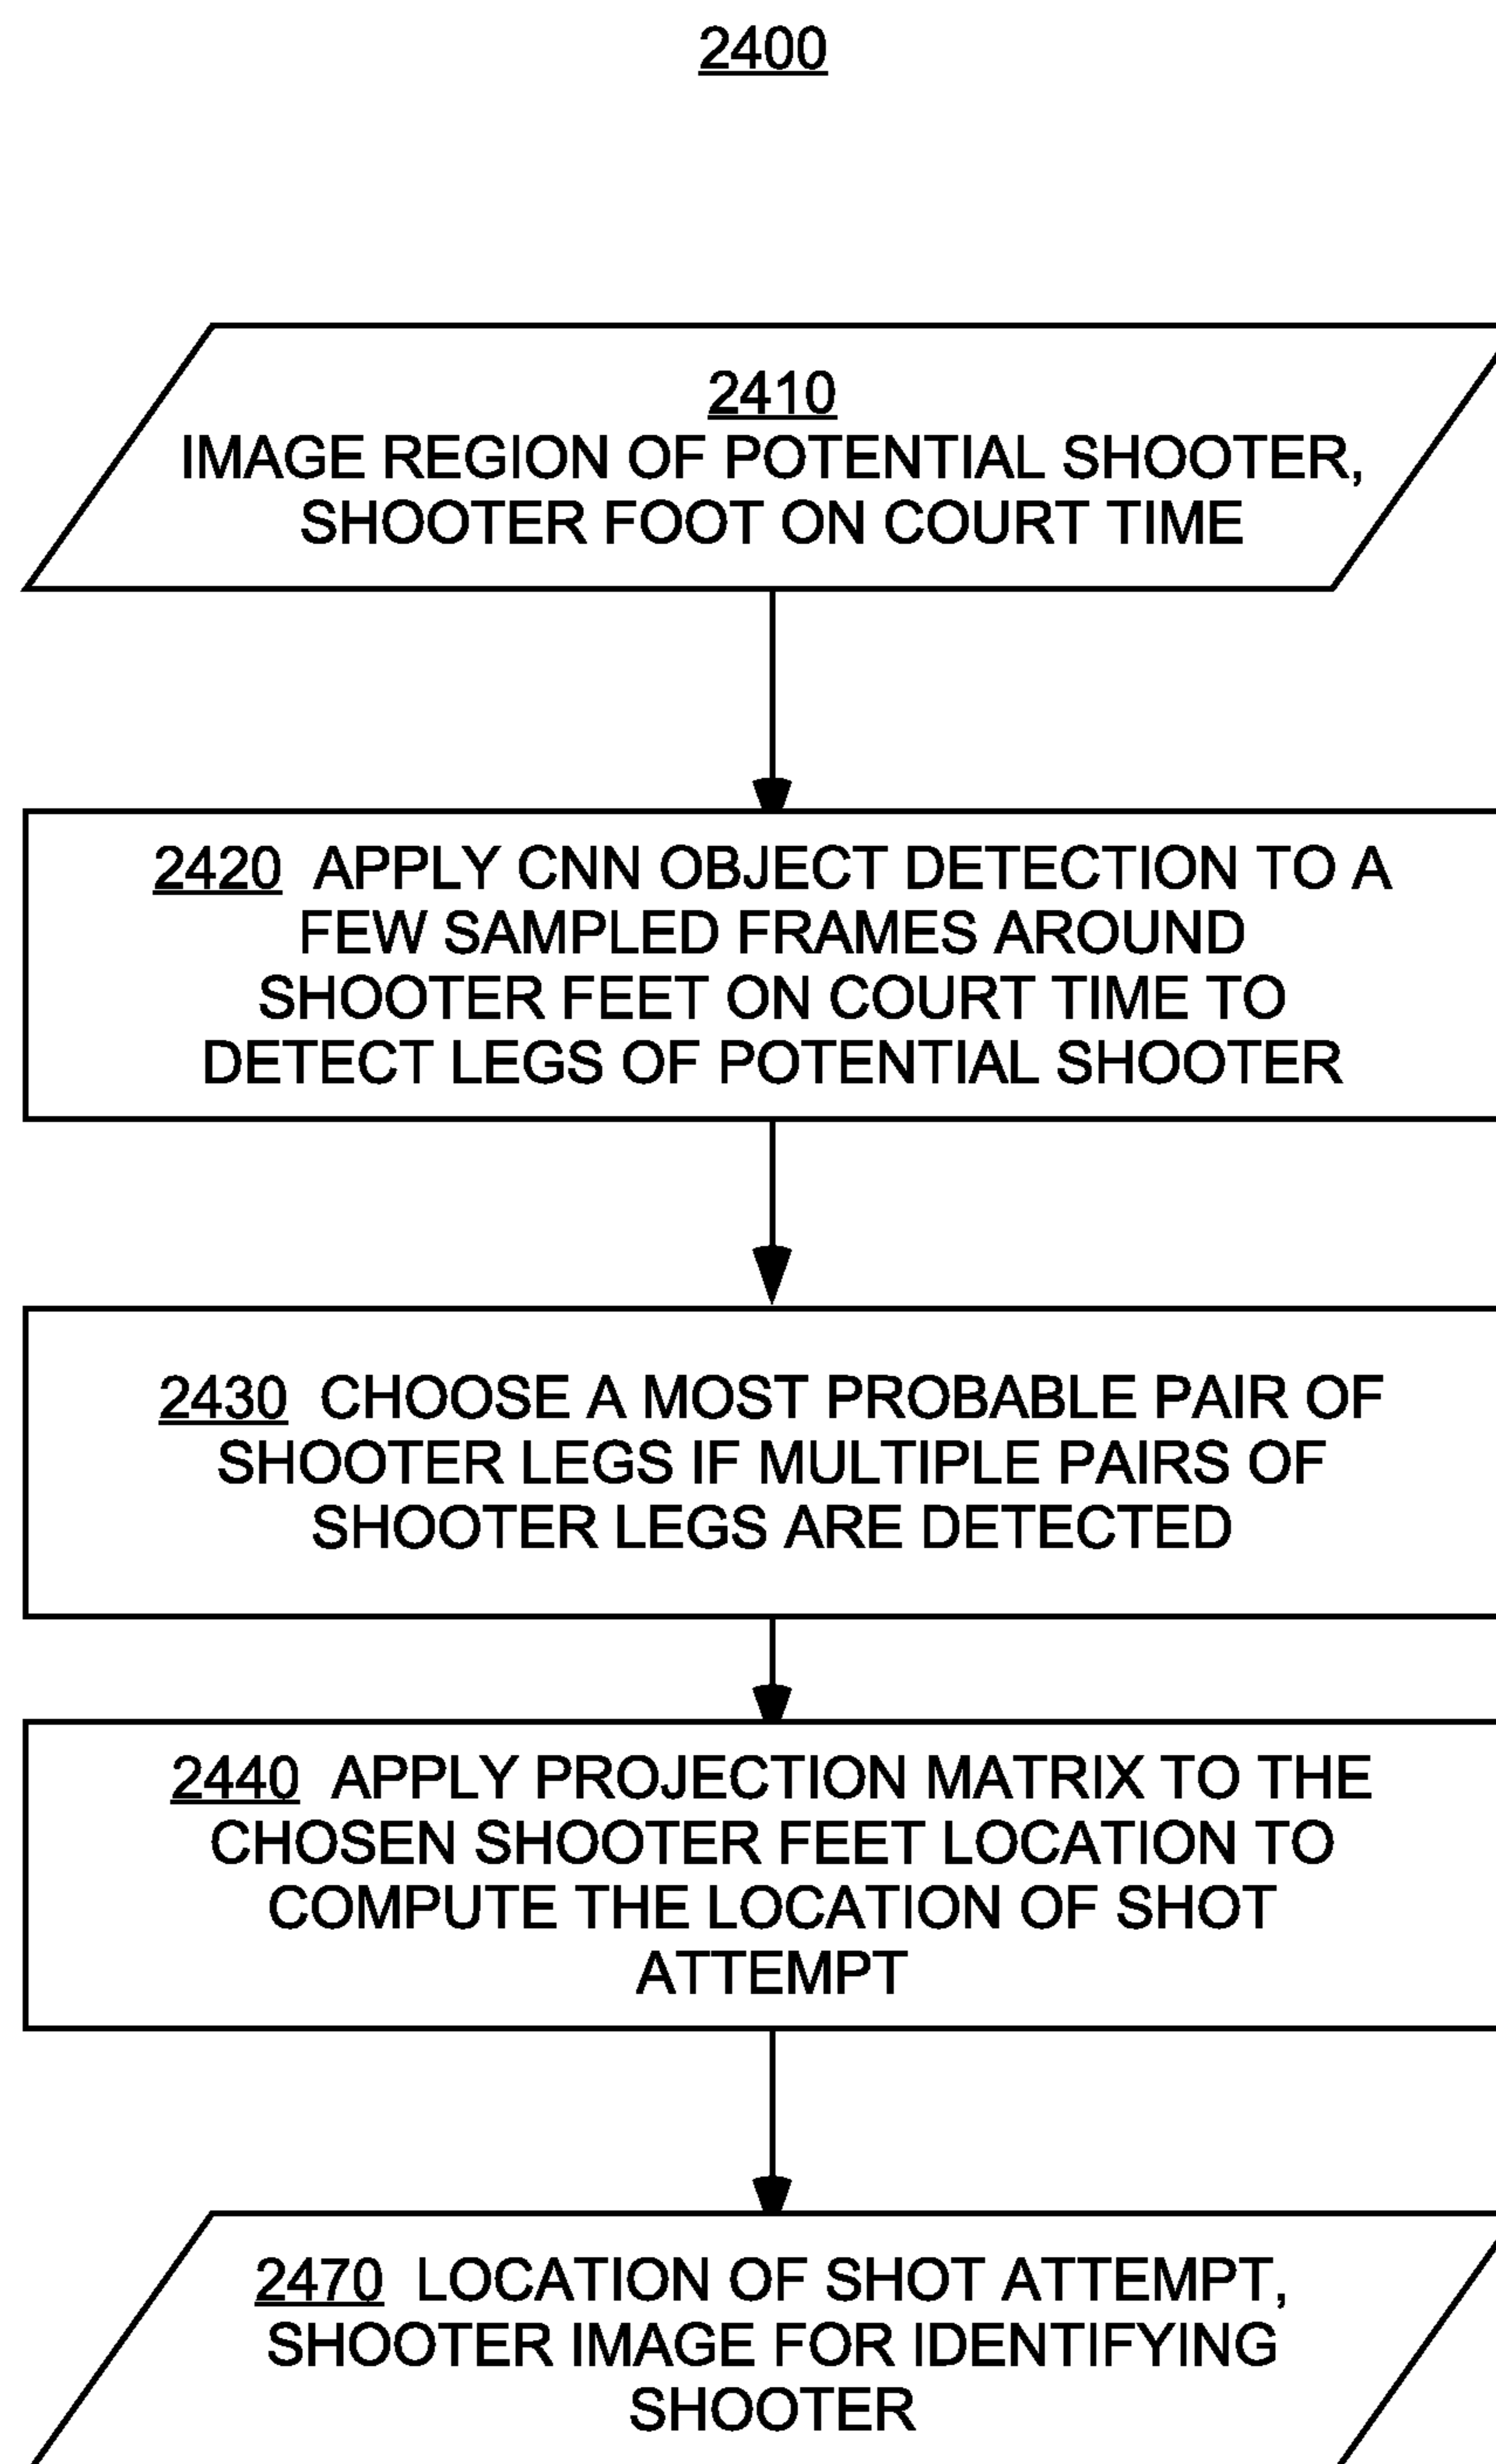 2400
2410
IMAGE REGION OF POTENTIAL SHOOTER,
SHOOTER FOOT ON COURT TIME
2420 APPLY CNN OBJECT DETECTION TO A
FEW SAMPLED FRAMES AROUND
SHOOTER FEET ON COURT TIME TO
DETECT LEGS OF POTENTIAL SHOOTER
2430 CHOOSE A MOST PROBABLE PAIR OF
SHOOTER LEGS IF MULTIPLE PAIRS OF
SHOOTER LEGS ARE DETECTED
2440 APPLY PROJECTION MATRIX TO THE
CHOSEN SHOOTER FEET LOCATION TO
COMPUTE THE LOCATION OF SHOT
ATTEMPT
2470 LOCATION OF SHOT ATTEMPT,
SHOOTER IMAGE FOR IDENTIFYING
SHOOTER